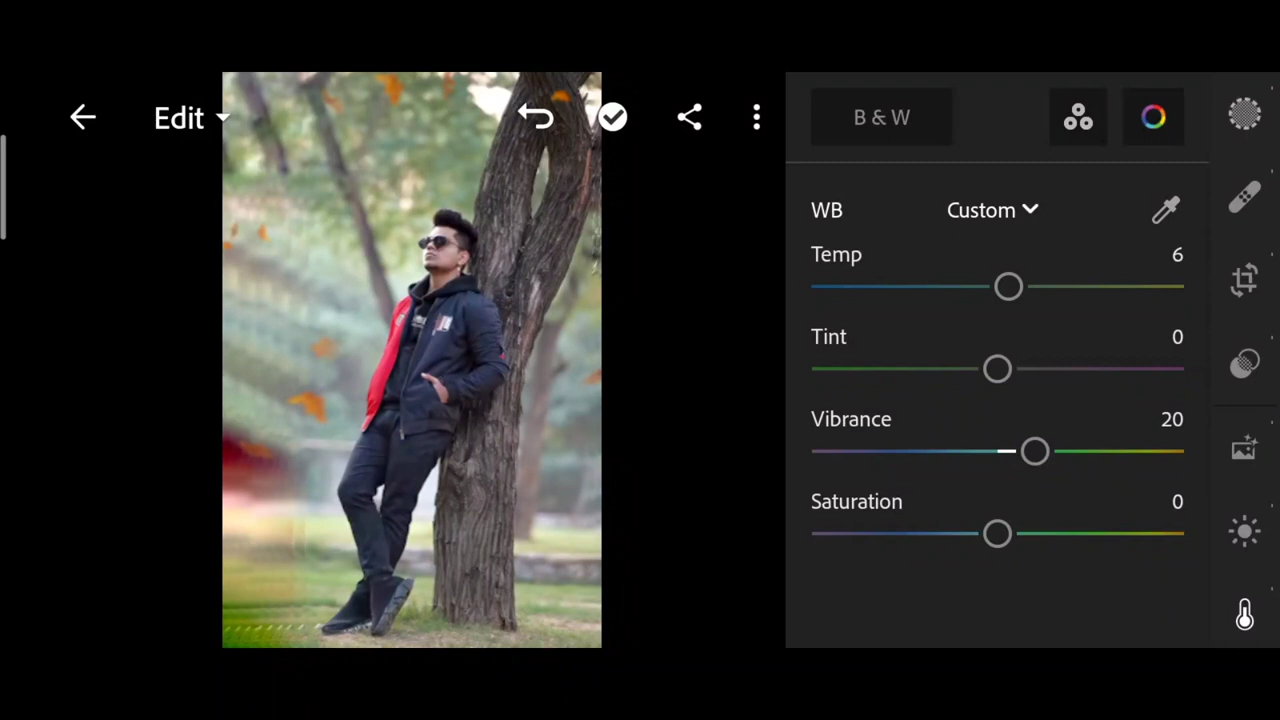 Edit
B & W
WB Custom
Temp 6
Tint 0
Vibrance 20
Saturation 0